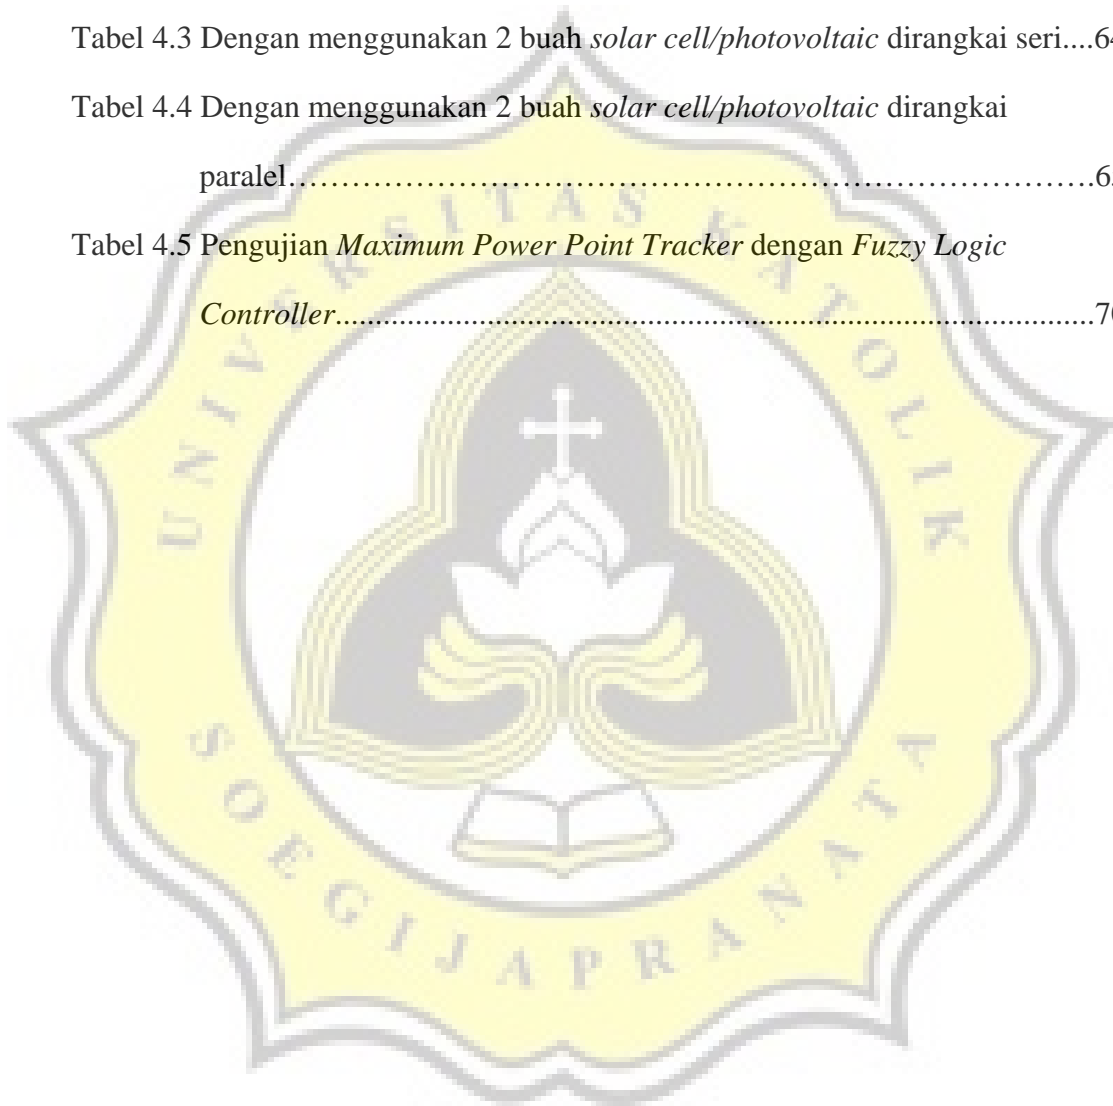 Tabel 4.3 Dengan menggunakan 2 buah solar cell/photovoltaic dirangkai seri....64
Tabel 4.4 Dengan menggunakan 2 buah solar cell/photovoltaic dirangkai
paralel……………………………………………………………………….6
Tabel 4.5 Pengujian Maximum Power Point Tracker dengan Fuzzy Logic
Controller..........................................................................................70
UNIVERSITAS KATOLIK
SOEGIJAPRANATA